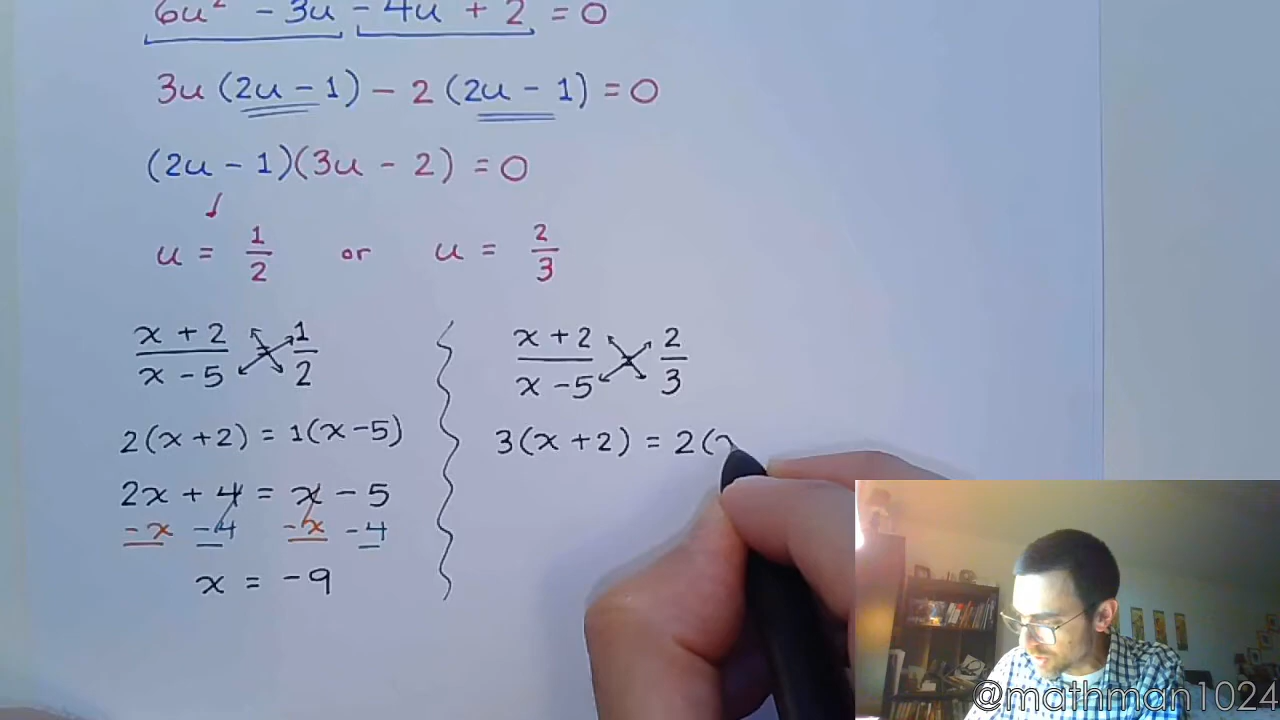 6u² - 3u - 4u + 2 = 0
3u (2u - 1) - 2 (2u - 1) = 0
(2u - 1)(3u - 2) = 0
u = 1/2 or u = 2/3
x + 2 / x - 5 1/2
2(x + 2) = 1(x - 5)
2x + 4 = x - 5
- x - 4 - x - 4
x = -9
x + 2 / x - 5 2/3
3(x + 2) = 2(x
@mathman1024